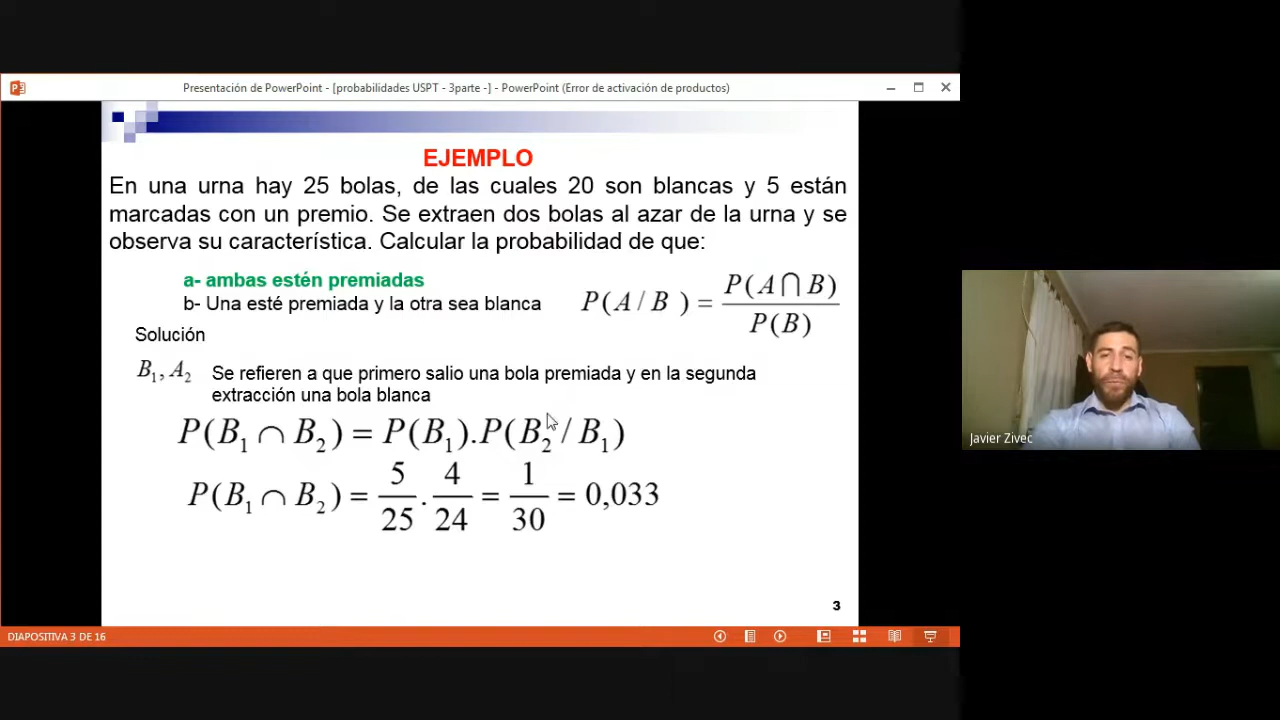 Presentación de PowerPoint - [probabilidades USPT - 3parte -] - PowerPoint (Error de activación de productos)
EJEMPLO
En una urna hay 25 bolas, de las cuales 20 son blancas y 5 están
marcadas con un premio. Se extraen dos bolas al azar de la urna y se
observa su característica. Calcular la probabilidad de que:
a- ambas estén premiadas
b- Una esté premiada y la otra sea blanca
P(A / B) = P(A ⋂ B) / P(B)
Solución
B₁, A₂ Se refieren a que primero salio una bola premiada y en la segunda
extracción una bola blanca
P(B₁ ∩ B₂) = P(B₁).P(B₂ / B₁)
P(B₁ ∩ B₂) = 5/25 . 4/24 = 1/30 = 0,033
3
DIAPOSITIVA 3 DE 16
Javier Zivec